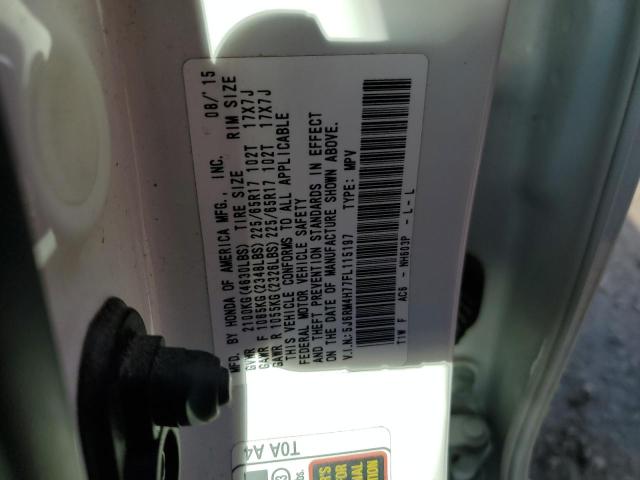 MFD. BY HONDA OF AMERICA MFG., INC. 08/'15
GVWR 2100KG(4630LBS) TIRE SIZE RIM SIZE
GAWR F 1065KG(2348LBS) 225/65R17 102T 17X7J
GAWR R 1055KG(2326LBS) 225/65R17 102T 17X7J
THIS VEHICLE CONFORMS TO ALL APPLICABLE
FEDERAL MOTOR VEHICLE SAFETY
AND THEFT PREVENTION STANDARDS IN EFFECT
ON THE DATE OF MANUFACTURE SHOWN ABOVE.
V.I.N.: 5J6RM4H77FL115197 TYPE: MPV
T1W F AC6 - NH883P - L - L
T0A A4